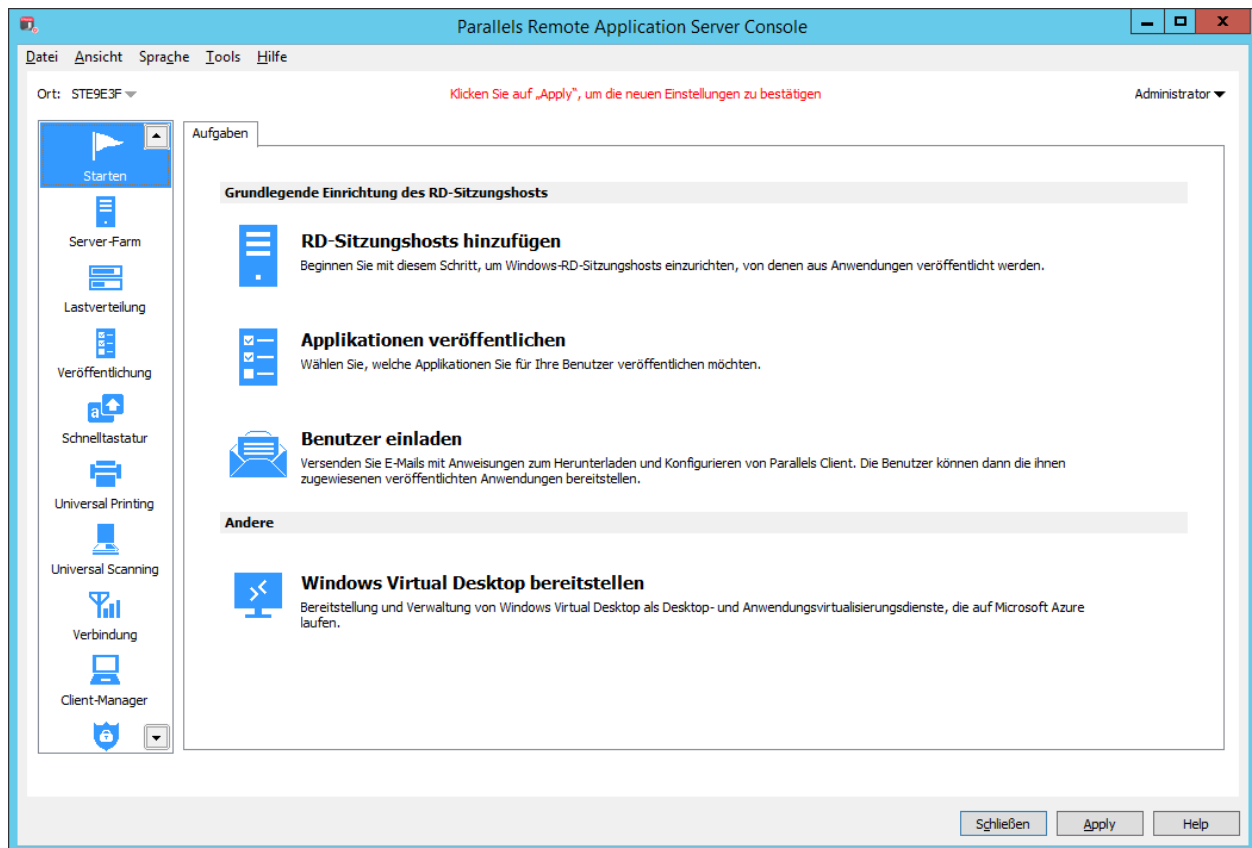 Parallels Remote Application Server Console
Datei Ansicht Sprache Tools Hilfe
Ort: STE9E3F
Klicken Sie auf „Apply“, um die neuen Einstellungen zu bestätigen
Administrator
Starten
Server-Farm
Lastverteilung
Veröffentlichung
a
Schnelltastatur
Universal Printing
Universal Scanning
Verbindung
Client-Manager
Aufgaben
Grundlegende Einrichtung des RD-Sitzungshosts
RD-Sitzungshosts hinzufügen
Beginnen Sie mit diesem Schritt, um Windows-RD-Sitzungshosts einzurichten, von denen aus Anwendungen veröffentlicht werden.
Applikationen veröffentlichen
Wählen Sie, welche Applikationen Sie für Ihre Benutzer veröffentlichen möchten.
Benutzer einladen
Versenden Sie E-Mails mit Anweisungen zum Herunterladen und Konfigurieren von Parallels Client. Die Benutzer können dann die ihnen
zugewiesenen veröffentlichten Anwendungen bereitstellen.
Andere
Windows Virtual Desktop bereitstellen
Bereitstellung und Verwaltung von Windows Virtual Desktop als Desktop- und Anwendungsvirtualisierungsdienste, die auf Microsoft Azure
laufen.
Schließen Apply Help